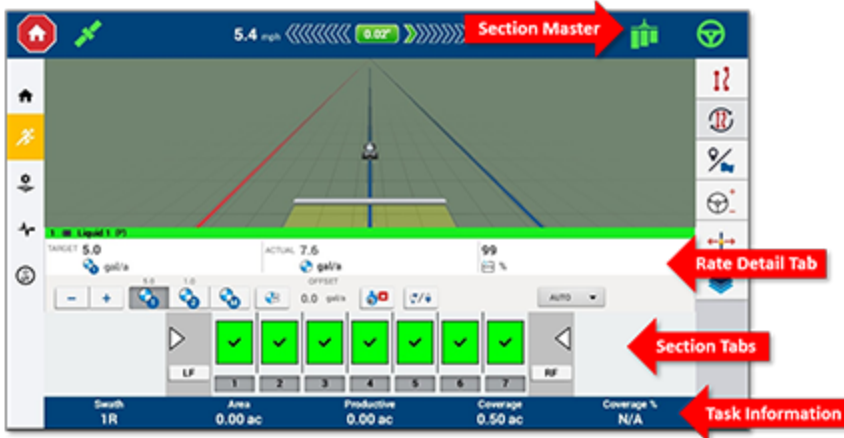 5.4 mph
0.02"
Section Master
1 Liquid 1 (F)
TARGET 5.0
gal/a
ACTUAL 7.6
gal/a
99
%
Rate Detail Tab
5.0
1.0
OFFSET
- +
1
2
M
0.0 gal/a
AUTO
Section Tabs
LF
RF
1 2 3 4 5 6 7
Swath Area Productive Coverage Coverage %
1R 0.00 ac 0.00 ac 0.50 ac N/A
Task Information